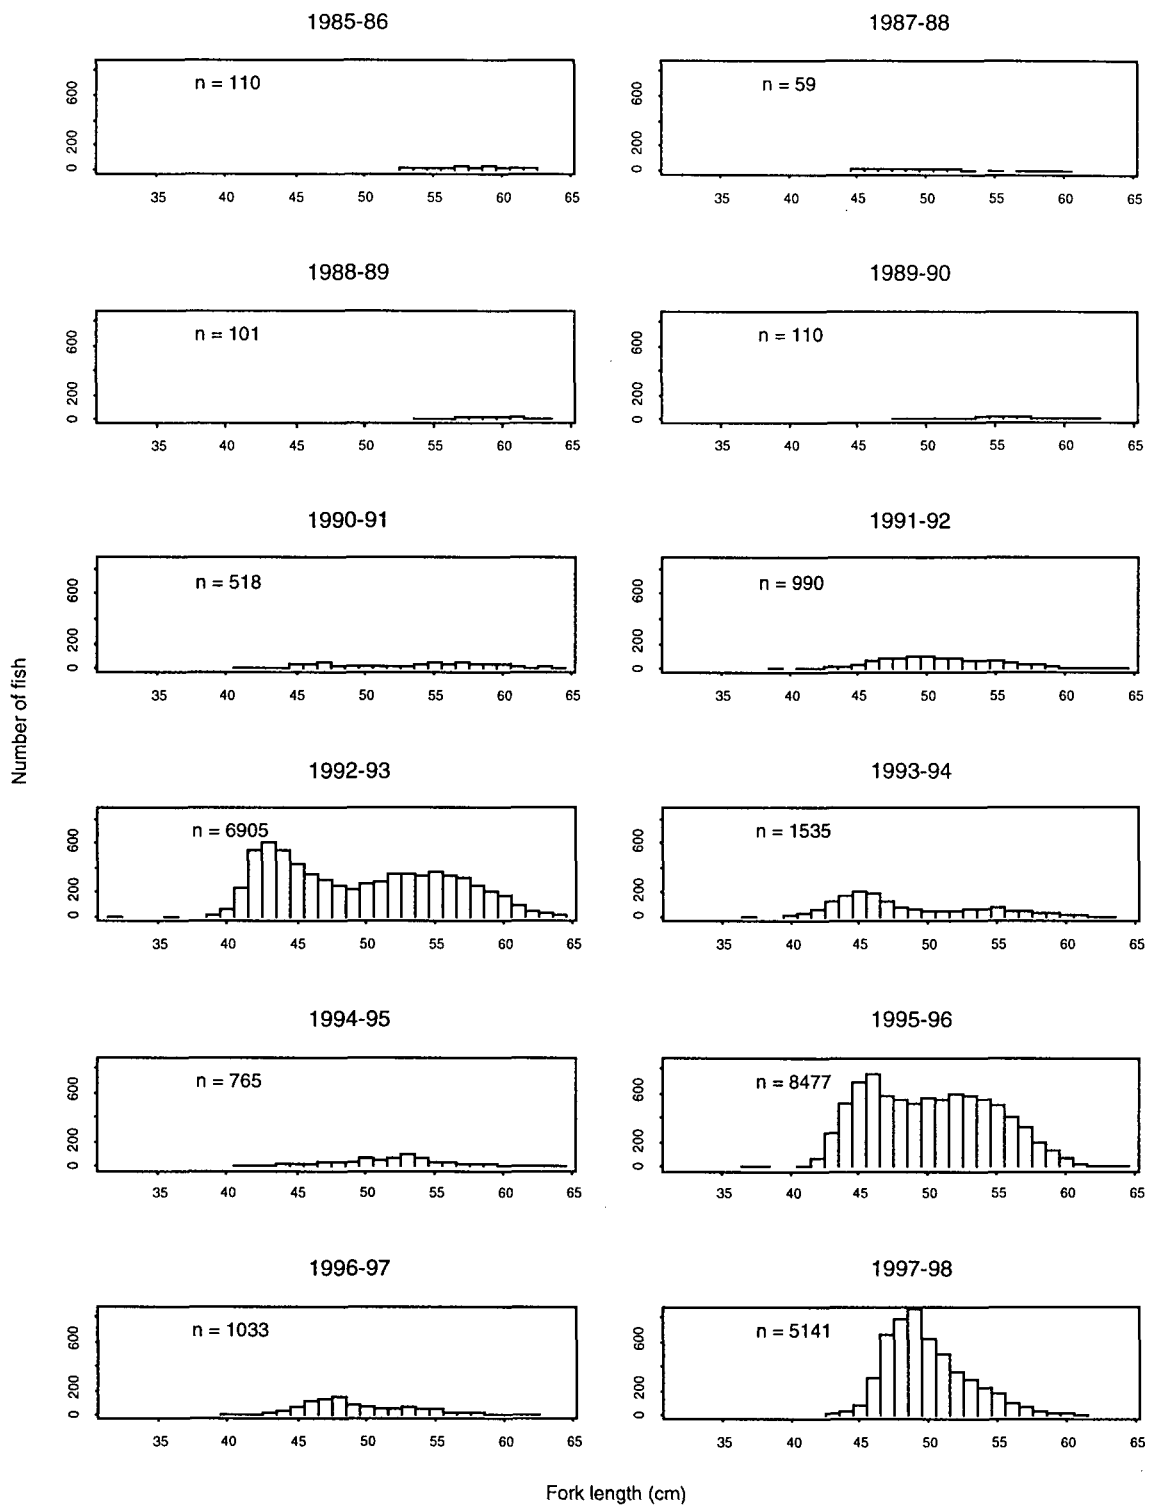 1985-86
1987-88
n = 110
n = 59
0 200 600
0 200 600
35 40 45 50 55 60 65
35 40 45 50 55 60 65
1988-89
1989-90
n = 101
n = 110
0 200 600
0 200 600
35 40 45 50 55 60 65
35 40 45 50 55 60 65
1990-91
1991-92
n = 518
n = 990
0 200 600
0 200 600
35 40 45 50 55 60 65
35 40 45 50 55 60 65
Number of fish
1992-93
1993-94
n = 6905
n = 1535
0 200 600
0 200 600
35 40 45 50 55 60 65
35 40 45 50 55 60 65
1994-95
1995-96
n = 765
n = 8477
0 200 600
0 200 600
35 40 45 50 55 60 65
35 40 45 50 55 60 65
1996-97
1997-98
n = 1033
n = 5141
0 200 600
0 200 600
35 40 45 50 55 60 65
35 40 45 50 55 60 65
Fork length (cm)